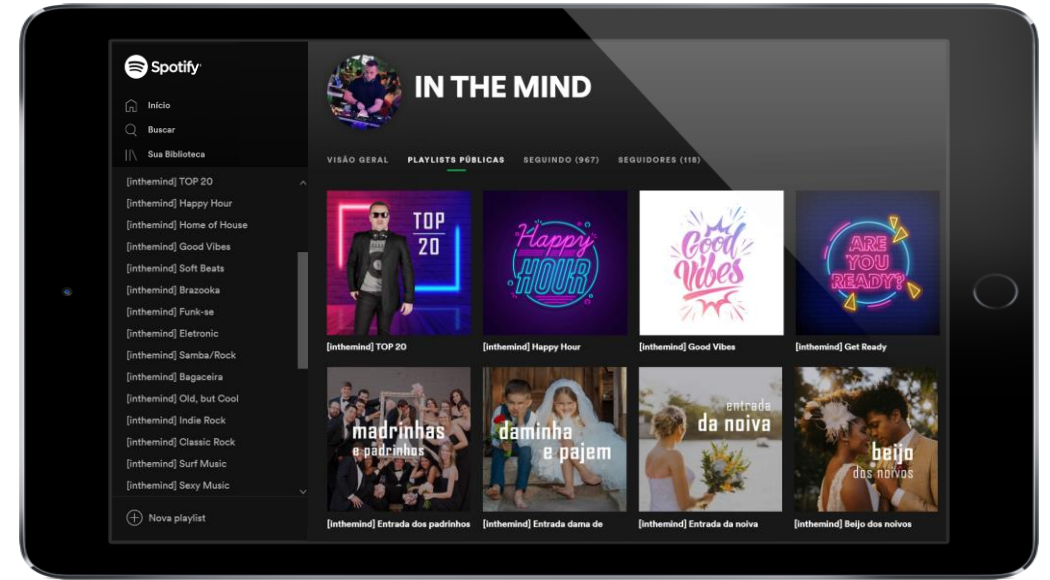 Spotify
Início
Buscar
Sua Biblioteca
[inthemind] TOP 20
[inthemind] Happy Hour
[inthemind] Home of House
[inthemind] Good Vibes
[inthemind] Soft Beats
[inthemind] Brazooka
[inthemind] Funk-se
[inthemind] Eletronic
[inthemind] Samba/Rock
[inthemind] Bagaceira
[inthemind] Old, but Cool
[inthemind] Indie Rock
[inthemind] Classic Rock
[inthemind] Surf Music
[inthemind] Sexy Music
Nova playlist
IN THE MIND
VISÃO GERAL PLAYLISTS PÚBLICAS SEGUINDO (967) SEGUIDORES (118)
TOP
20
Happy
HOUR
Good
Vibes
ARE
YOU
READY?
[inthemind] TOP 20
[inthemind] Happy Hour
[inthemind] Good Vibes
[inthemind] Get Ready
madrinhas
e padrinhos
daminha
e pajem
entrada
da noiva
beijo
dos noivos
[inthemind] Entrada dos padrinhos
[inthemind] Entrada dama de
[inthemind] Entrada da noiva
[inthemind] Beijo dos noivos